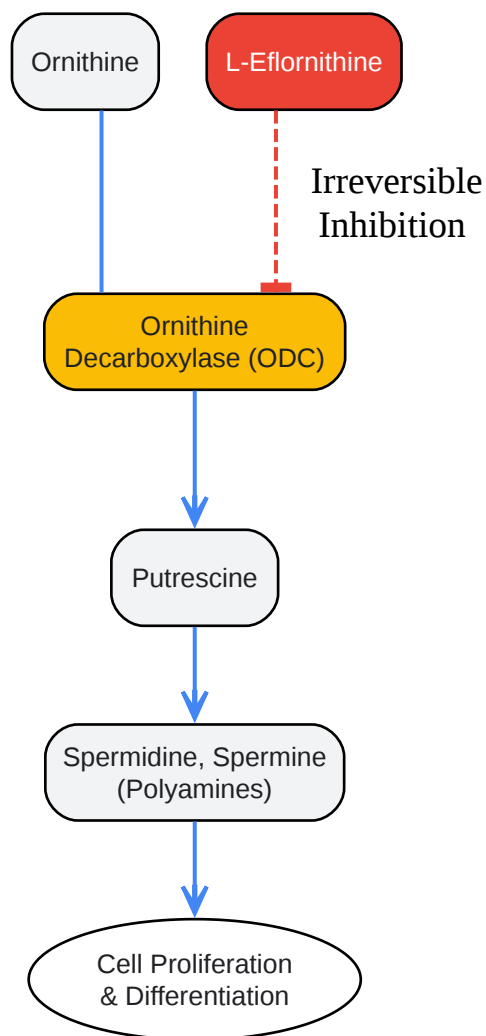 Ornithine
L-Eflornithine
Irreversible
Inhibition
Ornithine
Decarboxylase (ODC)
Putrescine
Spermidine, Spermine
(Polyamines)
Cell Proliferation
& Differentiation